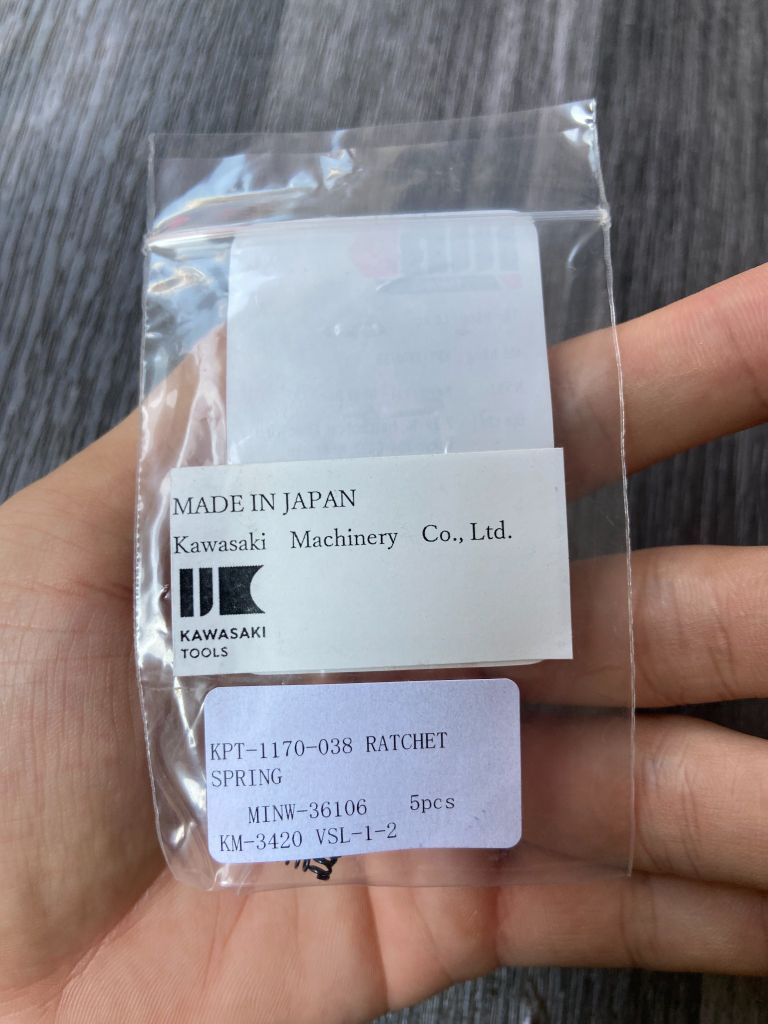 MADE IN JAPAN
Kawasaki Machinery Co., Ltd.
KAWASAKI
TOOLS
KPT-1170-038 RATCHET
SPRING
MINW-36106 5pcs
KM-3420 VSL-1-2